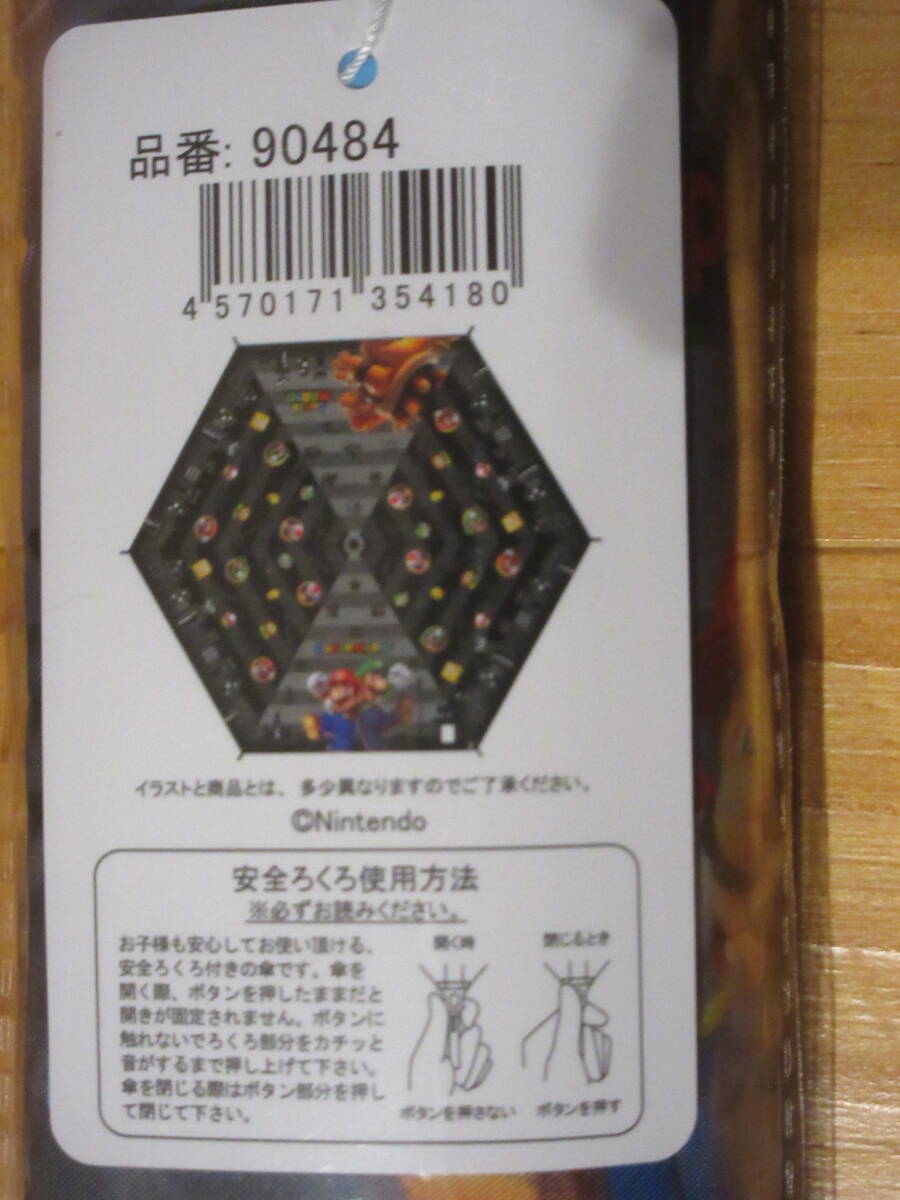 品番: 90484
4 570171 354180
イラストと商品とは、多少異なりますのでご了承ください。
©Nintendo
安全ろくろ使用方法
※必ずお読みください。
お子様も安心してお使い頂ける、
安全ろくろ付きの傘です。傘を
開く際、ボタンを押したままだと
開きが固定されません。ボタンに
触れないでろくろ部分をカチッと
音がするまで押し上げて下さい。
傘を閉じる際はボタン部分を押し
て閉じて下さい。
開く時
閉じるとき
ボタンを押さない
ボタンを押す